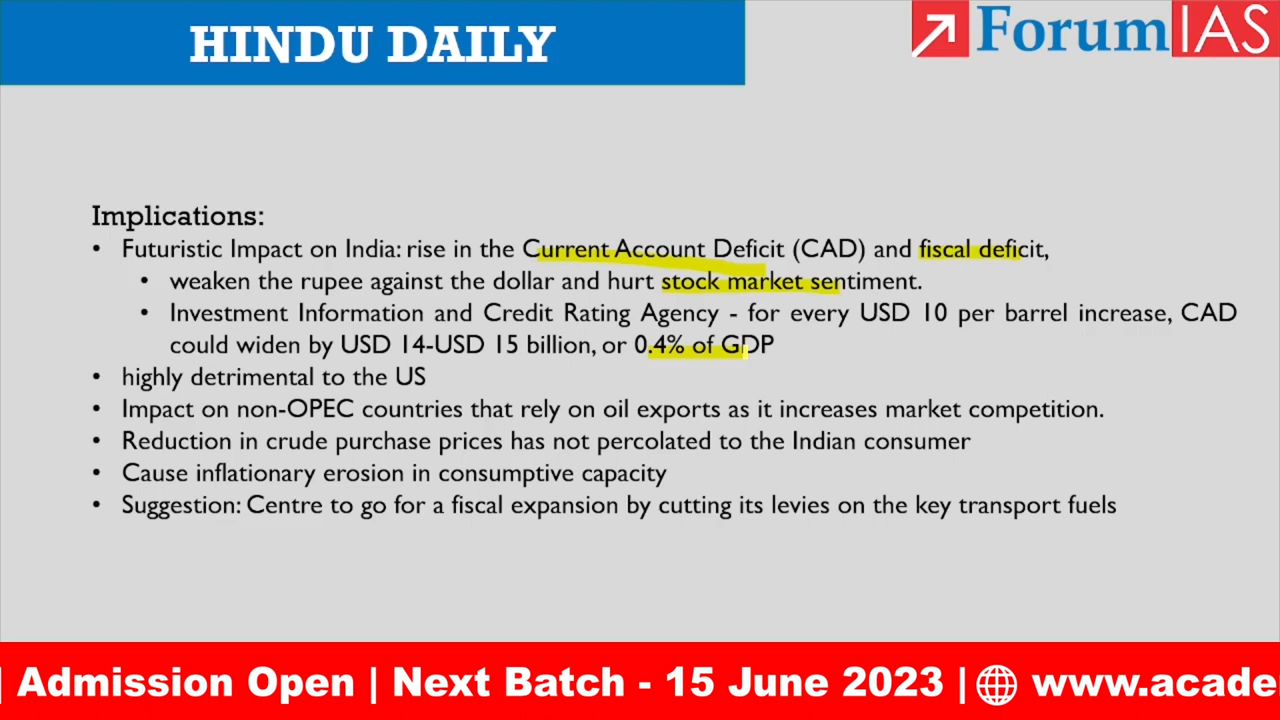 HINDU DAILY
Forum IAS
Implications:
• Futuristic Impact on India: rise in the Current Account Deficit (CAD) and fiscal deficit,
• weaken the rupee against the dollar and hurt stock market sentiment.
• Investment Information and Credit Rating Agency - for every USD 10 per barrel increase, CAD
could widen by USD 14-USD 15 billion, or 0.4% of GDP
• highly detrimental to the US
• Impact on non-OPEC countries that rely on oil exports as it increases market competition.
• Reduction in crude purchase prices has not percolated to the Indian consumer
• Cause inflationary erosion in consumptive capacity
• Suggestion: Centre to go for a fiscal expansion by cutting its levies on the key transport fuels
| Admission Open | Next Batch - 15 June 2023 | www.acade